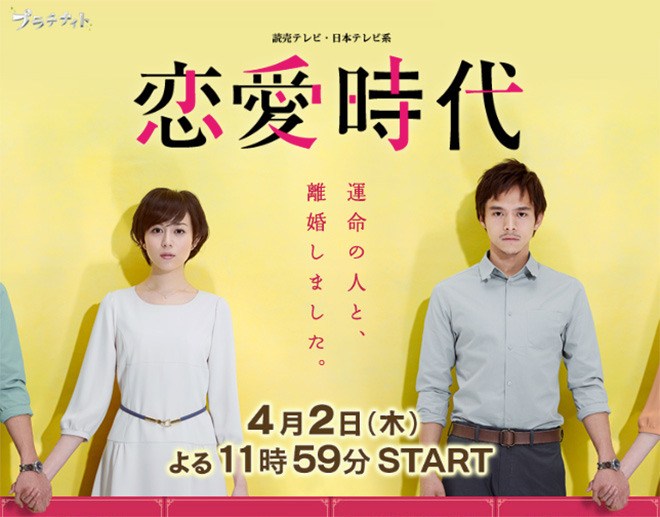 プラチナイト
読売テレビ・日本テレビ系
恋愛時代
運命の人と、
離婚しました。
4月2日(木)
よる11時59分 START